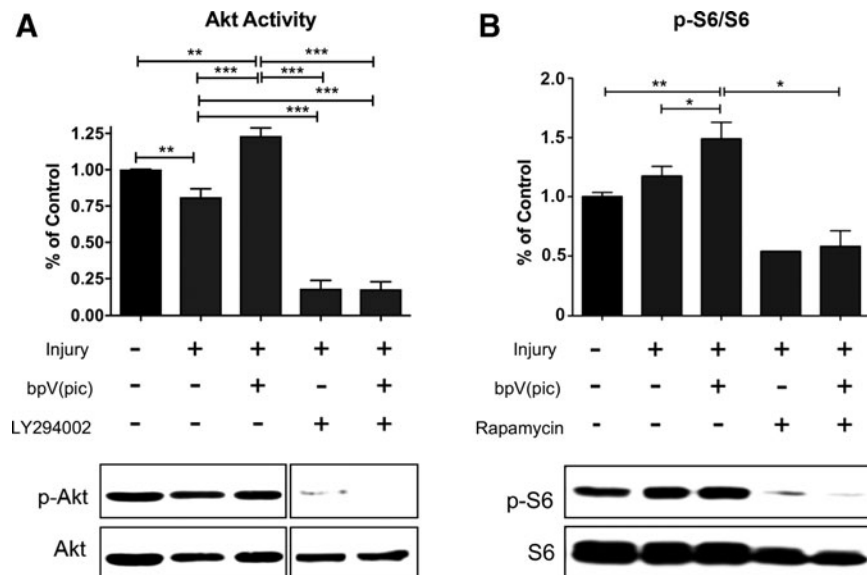 A
Akt Activity
** ***
*** ***
***
***
**
% of Control
1.25
1.00
0.75
0.50
0.25
0.00
Injury - + + + +
bpV(pic) - - + - +
LY294002 - - - + +
p-Akt
Akt
B
p-S6/S6
** *
*
% of Control
2.0
1.5
1.0
0.5
0
Injury - + + + +
bpV(pic) - - + - +
Rapamycin - - - + +
p-S6
S6